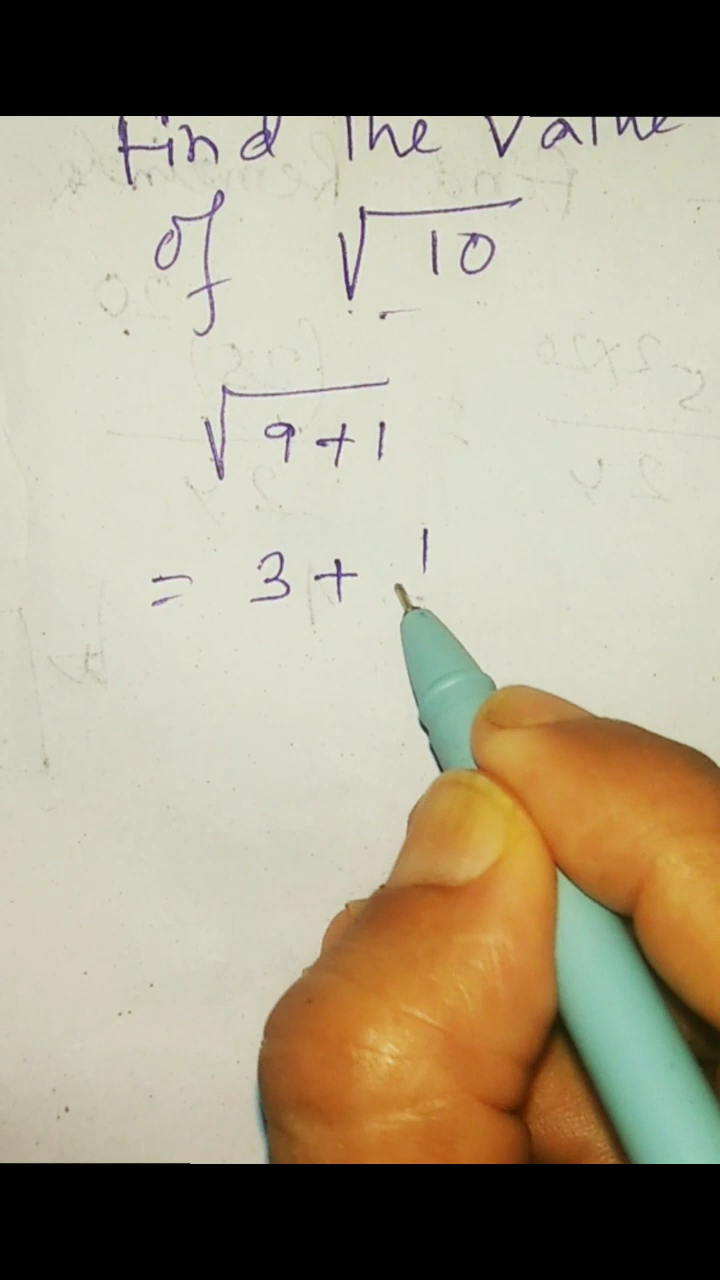 Find The Value
of √10
√9+1
= 3 + 1